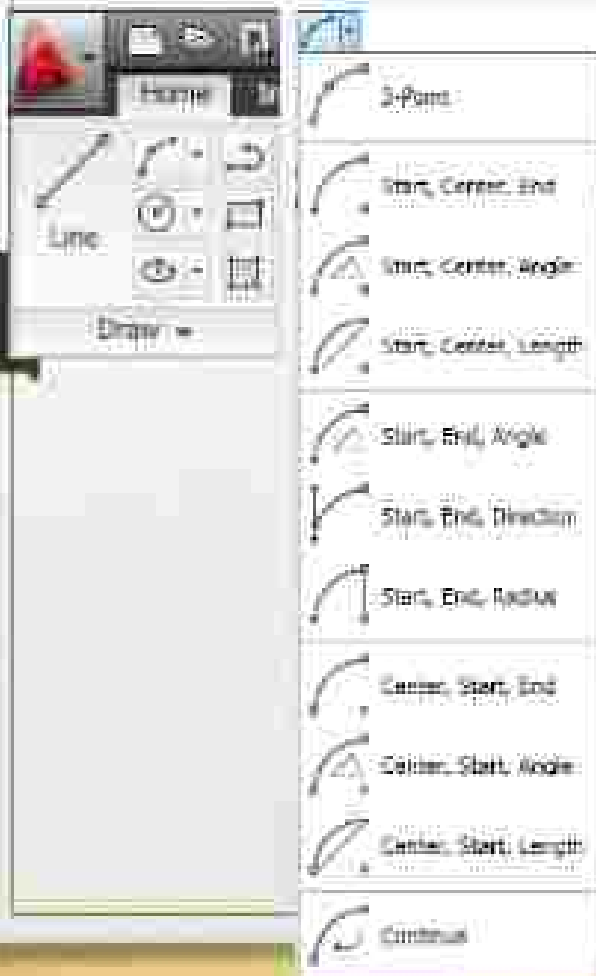 Home
Line
Draw
3-Point
Start, Center, End
Start, Center, Angle
Start, Center, Length
Start, End, Angle
Start, End, Direction
Start, End, Radius
Center, Start, End
Center, Start, Angle
Center, Start, Length
Continue